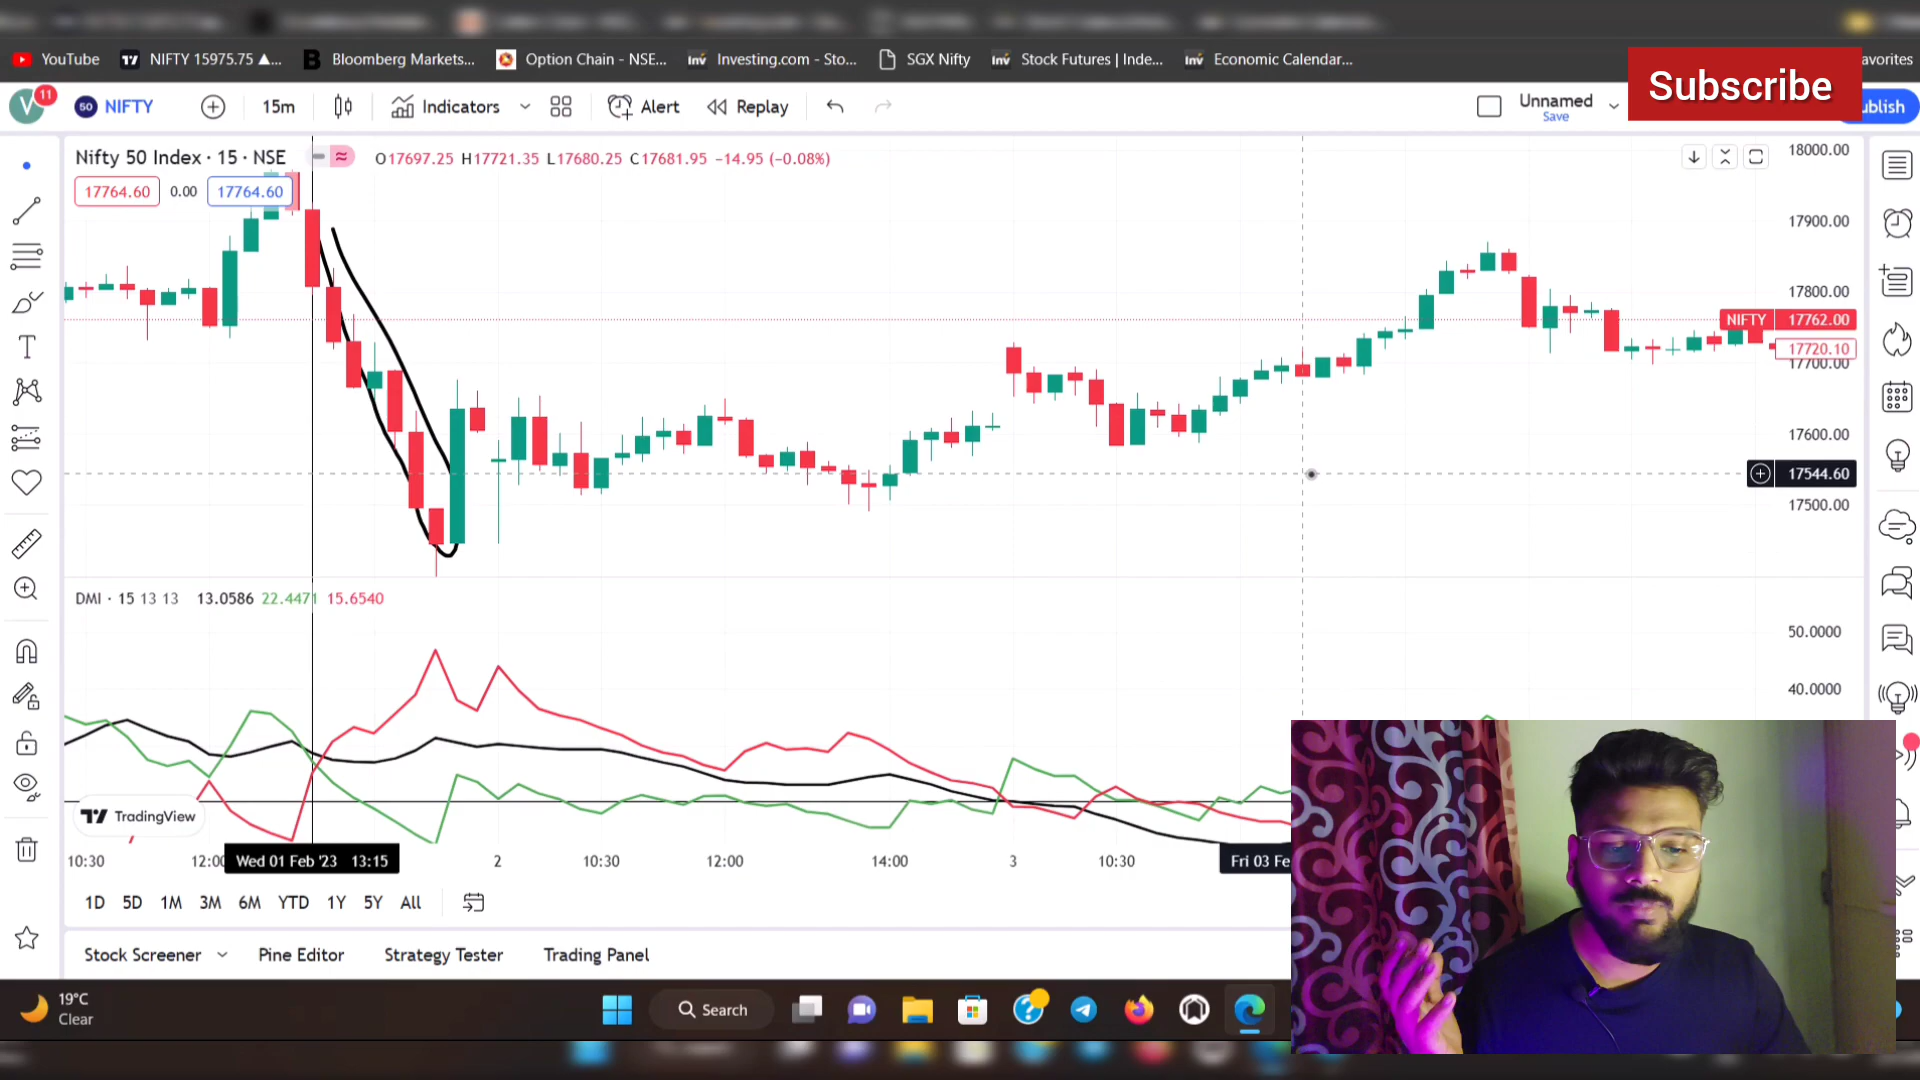 YouTube
NIFTY 15975.75 ▲...
Bloomberg Markets...
Option Chain - NSE...
Investing.com - Sto...
SGX Nifty
Stock Futures | Inde...
Economic Calendar...
avorites
Subscribe
V 11
50 NIFTY
15m
Indicators
Alert
Replay
Unnamed
Save
ublish
Nifty 50 Index · 15 · NSE
O17697.25 H17721.35 L17680.25 C17681.95 −14.95 (−0.08%)
17764.60 0.00 17764.60
18000.00
17900.00
17800.00
NIFTY 17762.00
17720.10
17700.00
17600.00
17544.60
17500.00
DMI · 15 13 13 13.0586 22.4471 15.6540
50.0000
40.0000
TradingView
10:30
12:00
Wed 01 Feb '23 13:15
2
10:30
12:00
14:00
3
10:30
Fri 03 Fe
1D 5D 1M 3M 6M YTD 1Y 5Y All
Stock Screener
Pine Editor
Strategy Tester
Trading Panel
19°C
Clear
Search